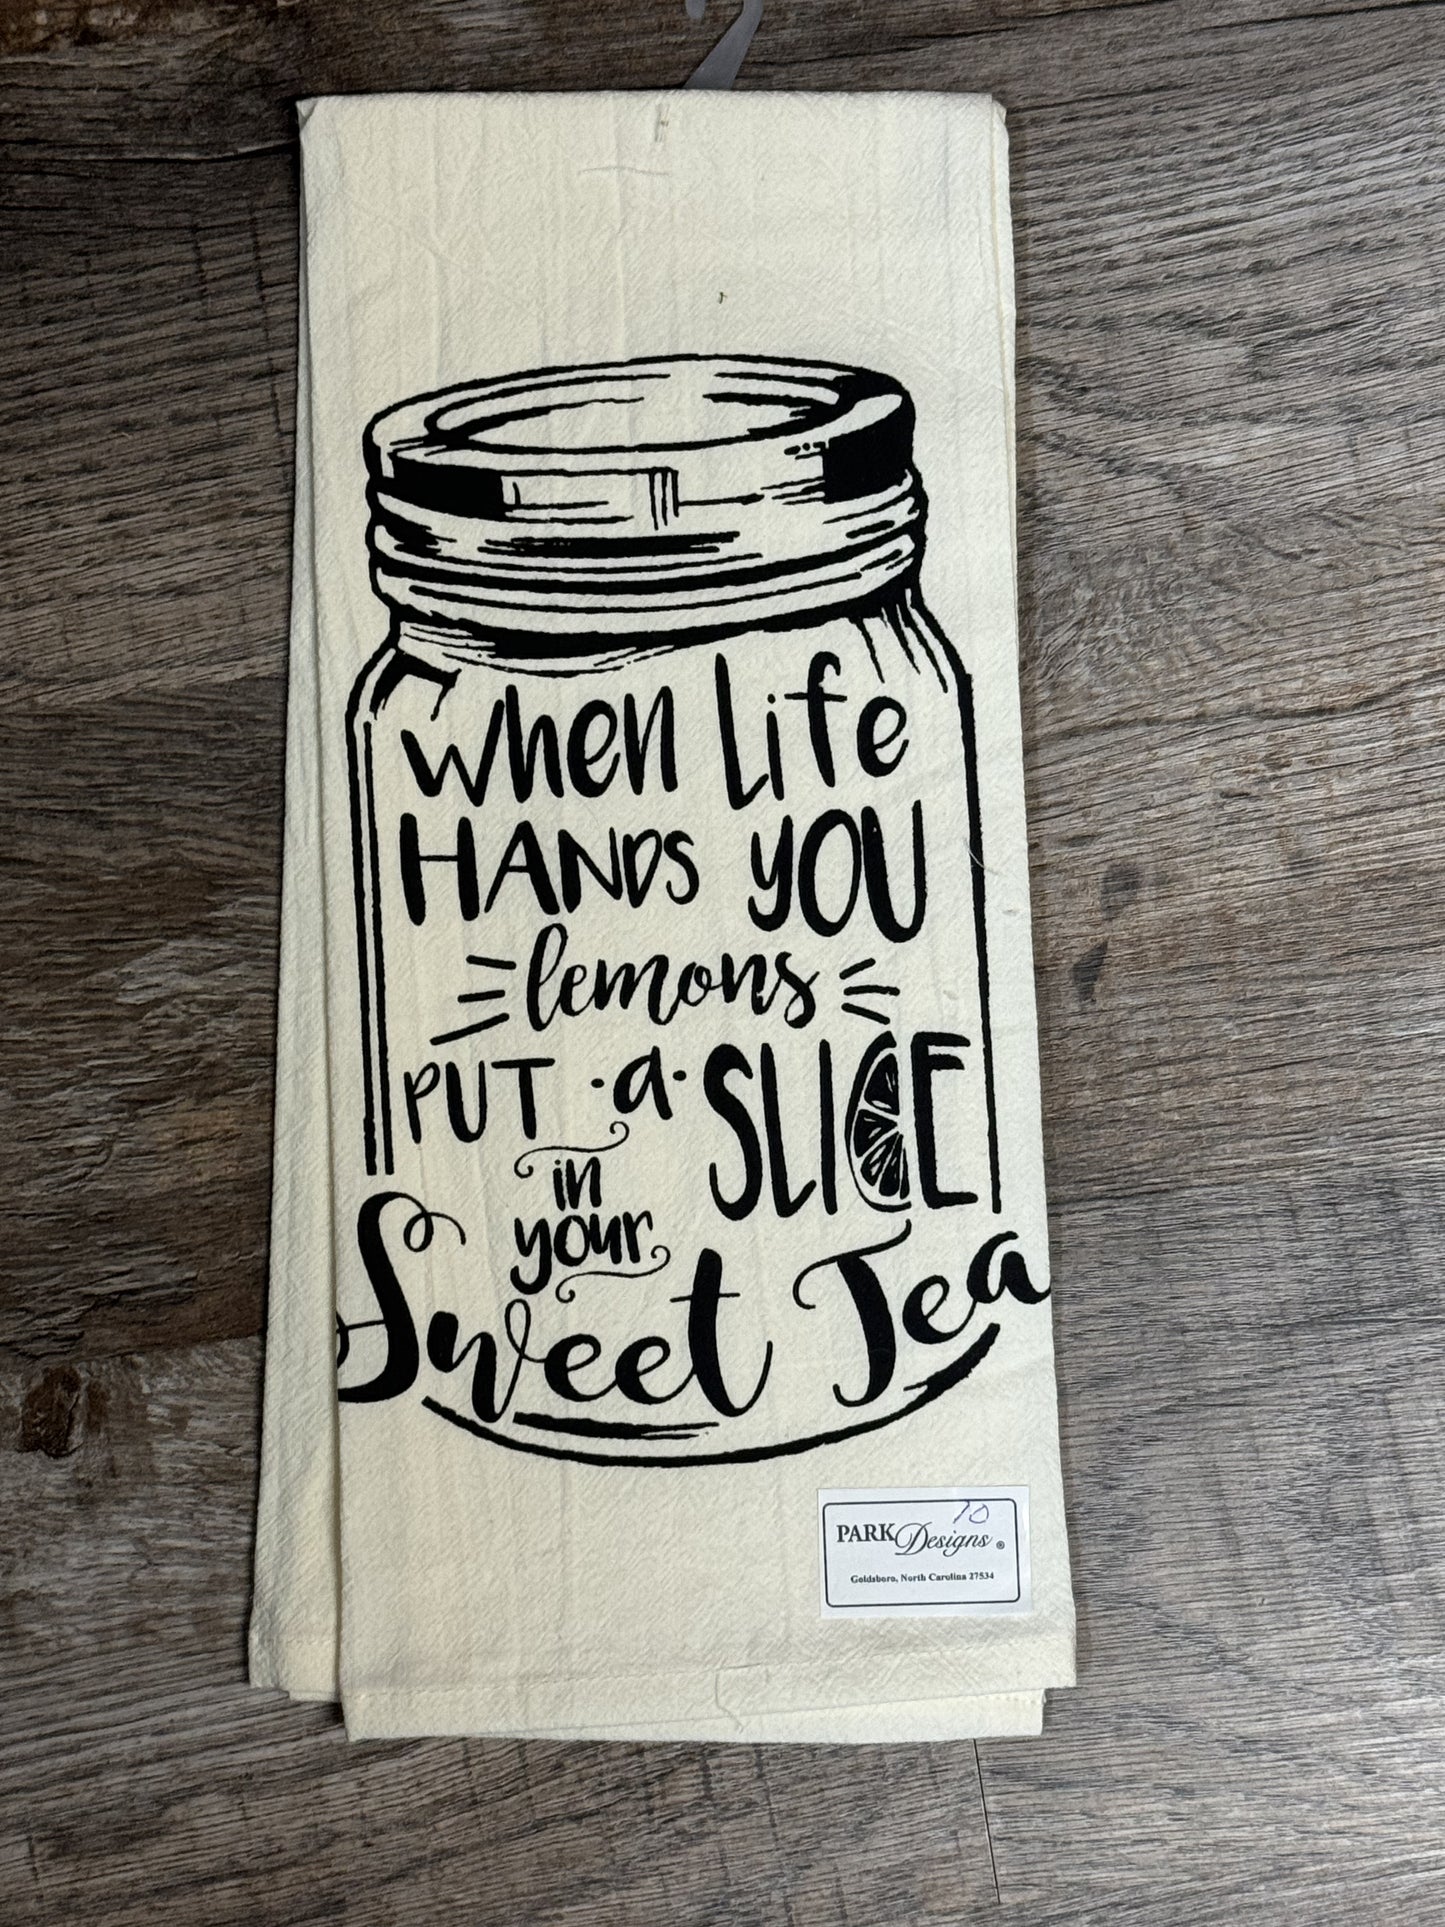 when life
HANDS YOU
lemons
PUT •a• SLICE
in
your
Sweet Tea
10
PARK Designs ®
Goldsboro, North Carolina 27534